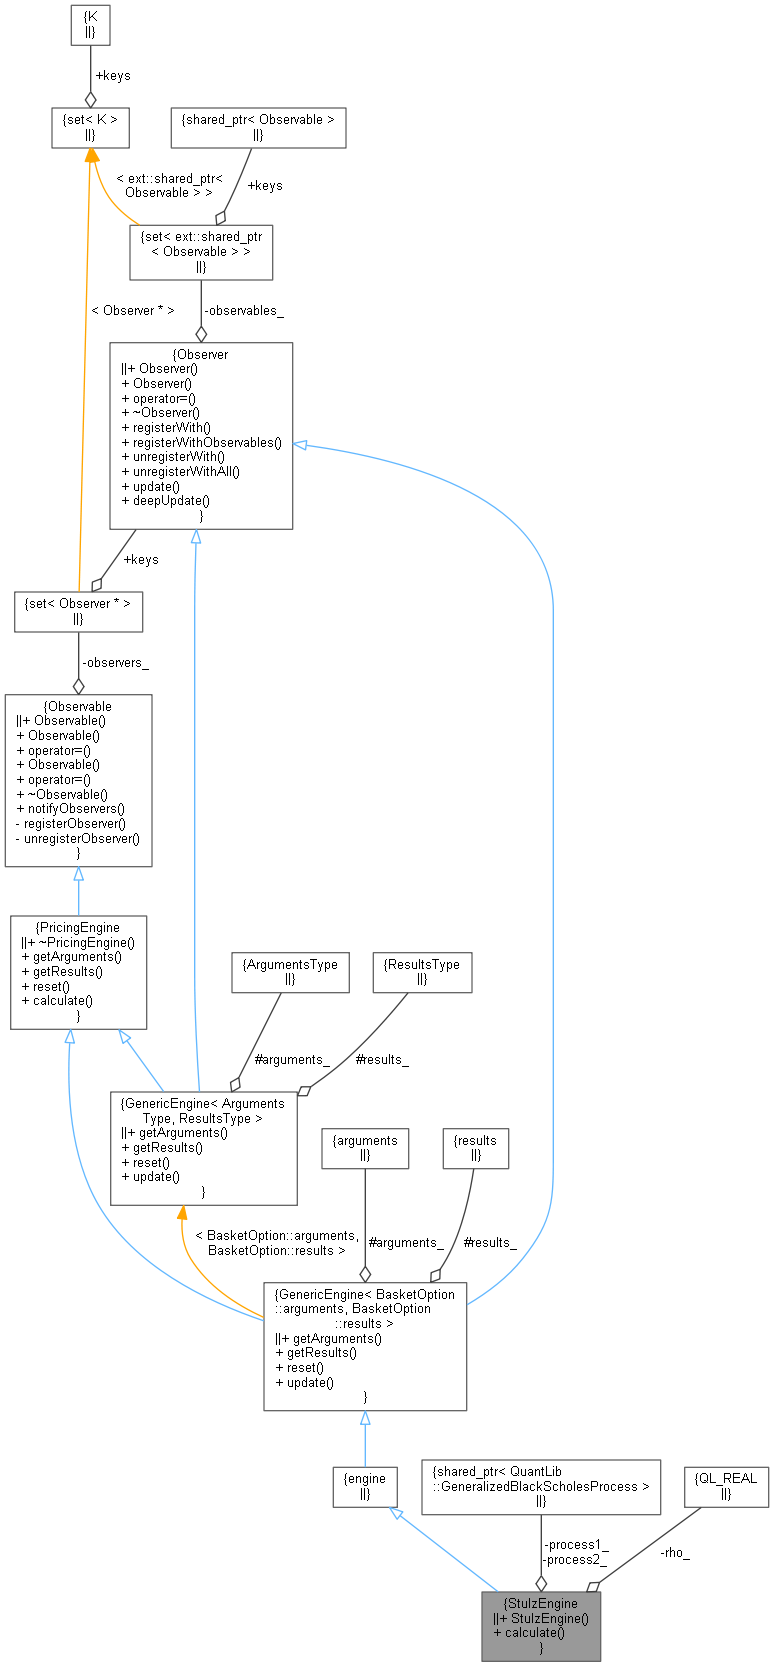 {K
||}
+keys
{set< K >
||}
{shared_ptr< Observable >
||}
< ext::shared_ptr<
Observable > >
+keys
{set< ext::shared_ptr
< Observable > >
||}
< Observer * >
-observables_
{Observer
||+ Observer()
+ Observer()
+ operator=()
+ ~Observer()
+ registerWith()
+ registerWithObservables()
+ unregisterWith()
+ unregisterWithAll()
+ update()
+ deepUpdate()
}
+keys
{set< Observer * >
||}
-observers_
{Observable
||+ Observable()
+ Observable()
+ operator=()
+ Observable()
+ operator=()
+ ~Observable()
+ notifyObservers()
- registerObserver()
- unregisterObserver()
}
{PricingEngine
||+ ~PricingEngine()
+ getArguments()
+ getResults()
+ reset()
+ calculate()
}
{ArgumentsType
||}
{ResultsType
||}
#arguments_
#results_
{GenericEngine< Arguments
Type, ResultsType >
||+ getArguments()
+ getResults()
+ reset()
+ update()
}
{arguments
||}
{results
||}
< BasketOption::arguments,
BasketOption::results >
#arguments_
#results_
{GenericEngine< BasketOption
::arguments, BasketOption
::results >
||+ getArguments()
+ getResults()
+ reset()
+ update()
}
{engine
||}
{shared_ptr< QuantLib
::GeneralizedBlackScholesProcess >
||}
{QL_REAL
||}
-process1_
-process2_
-rho_
{StulzEngine
||+ StulzEngine()
+ calculate()
}